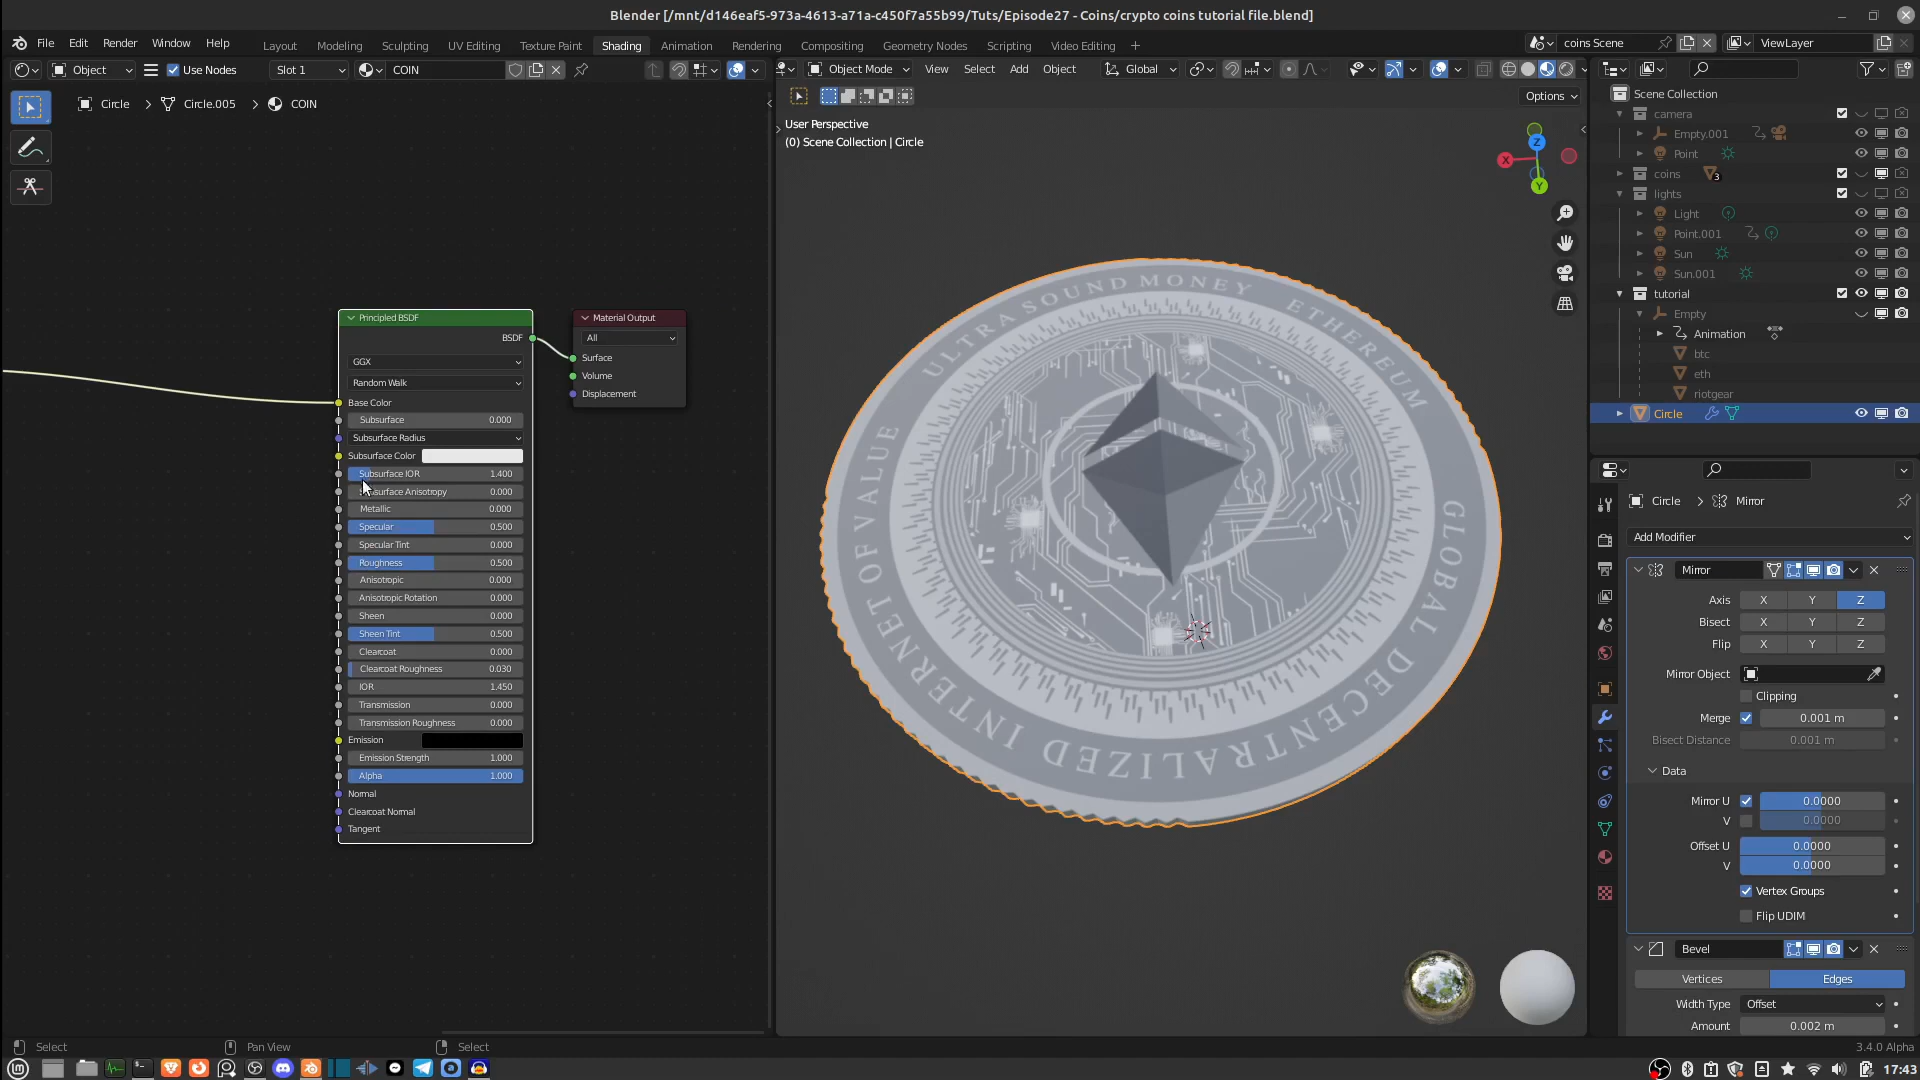 Blender [/mnt/d146eaf5-973a-4613-a71a-c450f7a55b99/Tuts/Episode27 - Coins/crypto coins tutorial file.blend]
File Edit Render Window Help
Layout Modeling Sculpting UV Editing Texture Paint Shading Animation Rendering Compositing Geometry Nodes Scripting Video Editing +
coins Scene
ViewLayer
Object
Use Nodes
Slot 1
COIN
Object Mode View Select Add Object
Global
Circle > Circle.005 > COIN
Options
User Perspective
(0) Scene Collection | Circle
X
Z
Y
Principled BSDF
BSDF
GGX
Random Walk
Base Color
Subsurface 0.000
Subsurface Radius
Subsurface Color
Subsurface IOR 1.400
Subsurface Anisotropy 0.000
Metallic 0.000
Specular 0.500
Specular Tint 0.000
Roughness 0.500
Anisotropic 0.000
Anisotropic Rotation 0.000
Sheen 0.000
Sheen Tint 0.500
Clearcoat 0.000
Clearcoat Roughness 0.030
IOR 1.450
Transmission 0.000
Transmission Roughness 0.000
Emission
Emission Strength 1.000
Alpha 1.000
Normal
Clearcoat Normal
Tangent
Material Output
All
Surface
Volume
Displacement
ULTRA SOUND MONEY
ETHEREUM
GLOBAL DECENTRALIZED INTERNET OF VALUE
Scene Collection
camera
Empty.001
Point
coins 3
lights
Light
Point.001
Sun
Sun.001
tutorial
Empty
Animation
btc
eth
riotgear
Circle
Circle > Mirror
Add Modifier
Mirror
Axis X Y Z
Bisect X Y Z
Flip X Y Z
Mirror Object
Clipping
Merge 0.001 m
Bisect Distance 0.001 m
Data
Mirror U 0.0000
V 0.0000
Offset U 0.0000
V 0.0000
Vertex Groups
Flip UDIM
Bevel
Vertices Edges
Width Type Offset
Amount 0.002 m
Select
Pan View
Select
3.4.0 Alpha
17:43